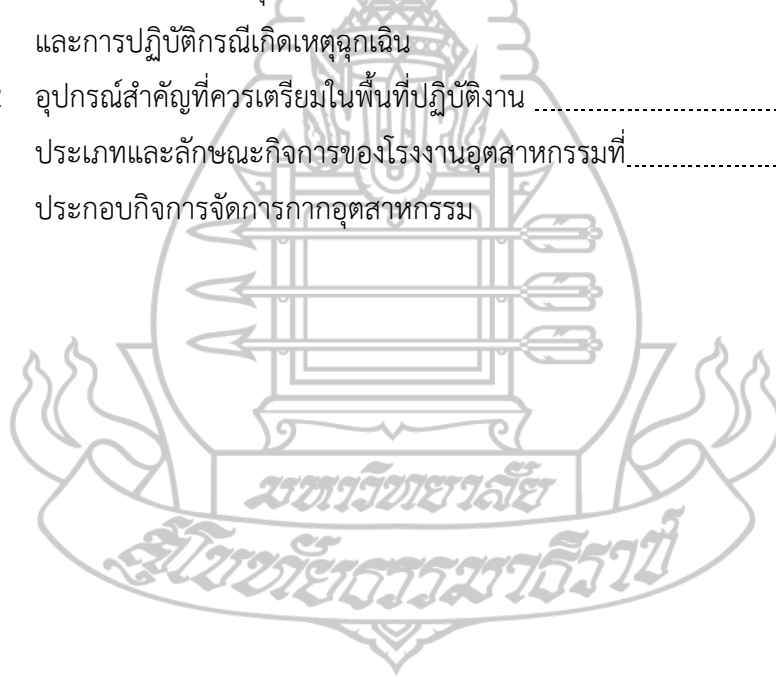 และการปฏิบัติกรณีเกิดเหตุฉุกเฉิน
อุปกรณ์สำคัญที่ควรเตรียมในพื้นที่ปฏิบัติงาน
ประเภทและลักษณะกิจการของโรงงานอุตสาหกรรมที่
ประกอบกิจการจัดการกากอุตสาหกรรม
มหาวิทยาลัย
สุโขทัยธรรมาธิราช